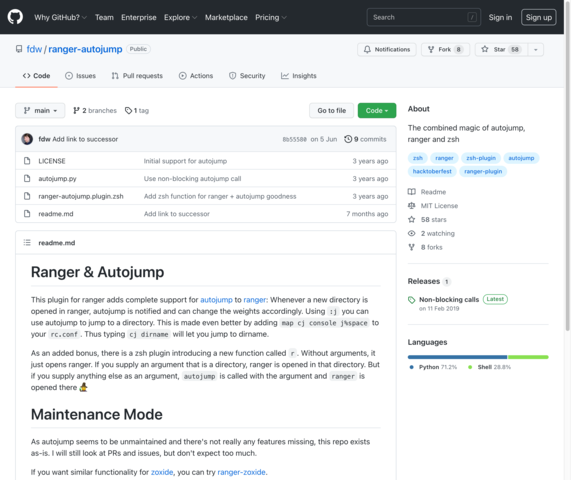 Why GitHub? Team Enterprise Explore Marketplace Pricing Search / Sign in Sign up
fdw / ranger-autojump Public Notifications Fork 8 Star 58
Code Issues Pull requests Actions Security Insights
main 2 branches 1 tag Go to file Code
fdw Add link to successor 8b55580 on 5 Jun 9 commits
LICENSE Initial support for autojump 3 years ago
autojump.py Use non-blocking autojump call 3 years ago
ranger-autojump.plugin.zsh Add zsh function for ranger + autojump goodness 3 years ago
readme.md Add link to successor 7 months ago
readme.md
Ranger & Autojump
This plugin for ranger adds complete support for autojump to ranger: Whenever a new directory is
opened in ranger, autojump is notified and can change the weights accordingly. Using :j you can
use autojump to jump to a directory. This is made even better by adding map cj console j%space to
your rc.conf. Thus typing cj dirname will let you jump to dirname.
As an added bonus, there is a zsh plugin introducing a new function called r. Without arguments, it
just opens ranger. If you supply an argument that is a directory, ranger is opened in that directory. But
if you supply anything else as an argument, autojump is called with the argument and ranger is
opened there
Maintenance Mode
As autojump seems to be unmaintained and there's not really any features missing, this repo exists
as-is. I will still look at PRs and issues, but don't expect too much.
If you want similar functionality for zoxide, you can try ranger-zoxide.
About
The combined magic of autojump,
ranger and zsh
zsh ranger zsh-plugin autojump
hacktoberfest ranger-plugin
Readme
MIT License
58 stars
2 watching
8 forks
Releases 1
Non-blocking calls Latest
on 11 Feb 2019
Languages
Python 71.2% Shell 28.8%